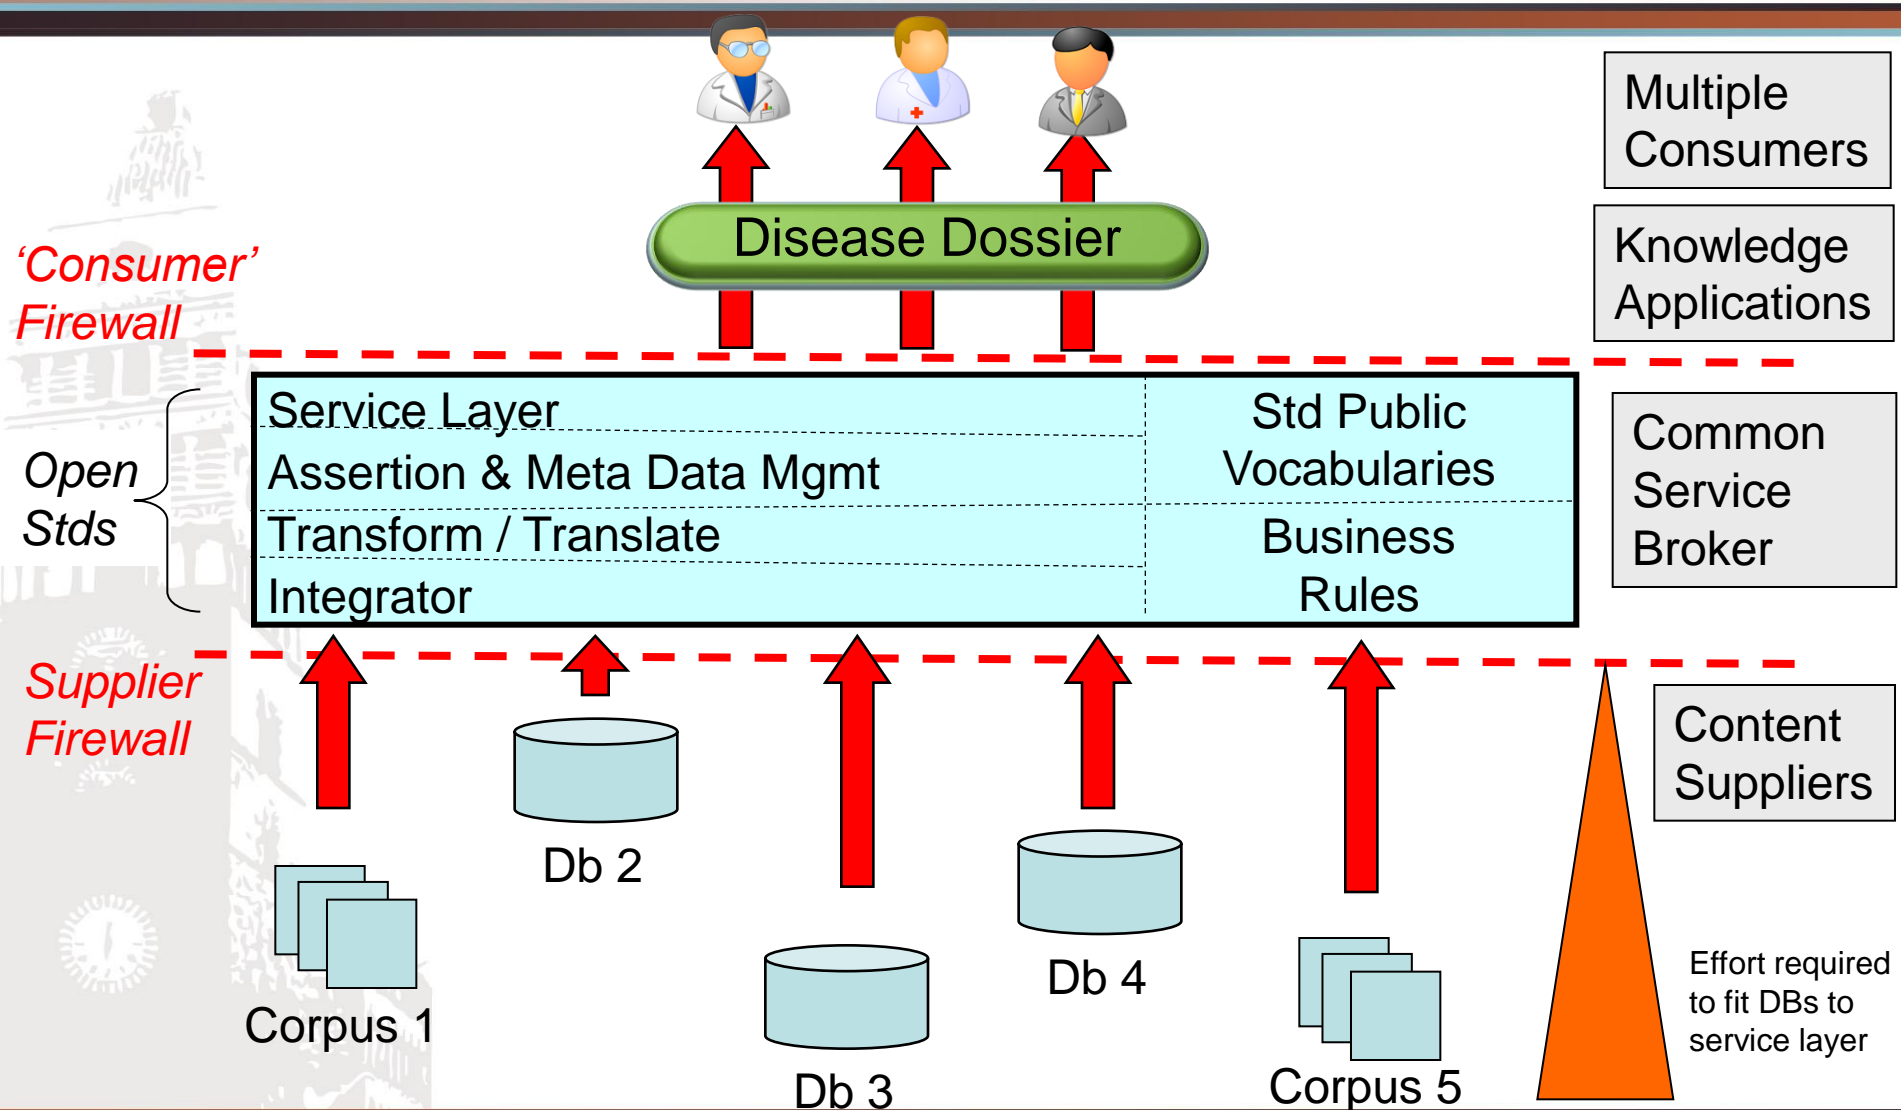 Multiple
Consumers
Disease Dossier
Knowledge
Applications
‘Consumer’
Firewall
Open
Stds
Service Layer
Assertion & Meta Data Mgmt
Transform / Translate
Integrator
Std Public
Vocabularies
Business
Rules
Common
Service
Broker
Supplier
Firewall
Content
Suppliers
Db 2
Db 4
Corpus 1
Db 3
Corpus 5
Effort required
to fit DBs to
service layer